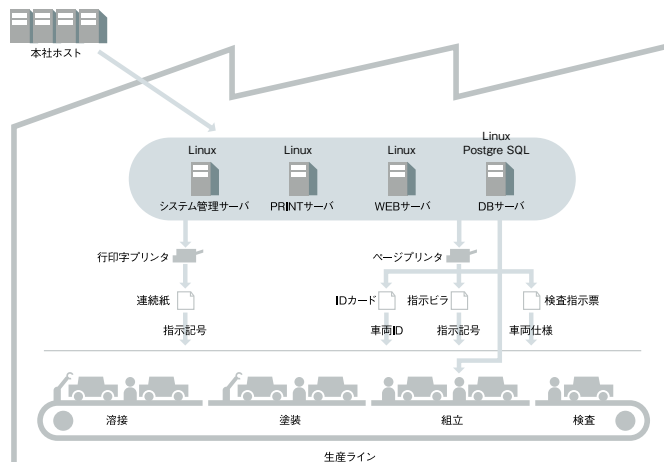 本社ホスト
Linux
Linux
Linux
Linux
Postgre SQL
システム管理サーバ
PRINTサーバ
WEBサーバ
DBサーバ
行印字プリンタ
ページプリンタ
連続紙
IDカード
指示ビラ
検査指示票
指示記号
車両ID
指示記号
車両仕様
溶接
塗装
組立
検査
生産ライン